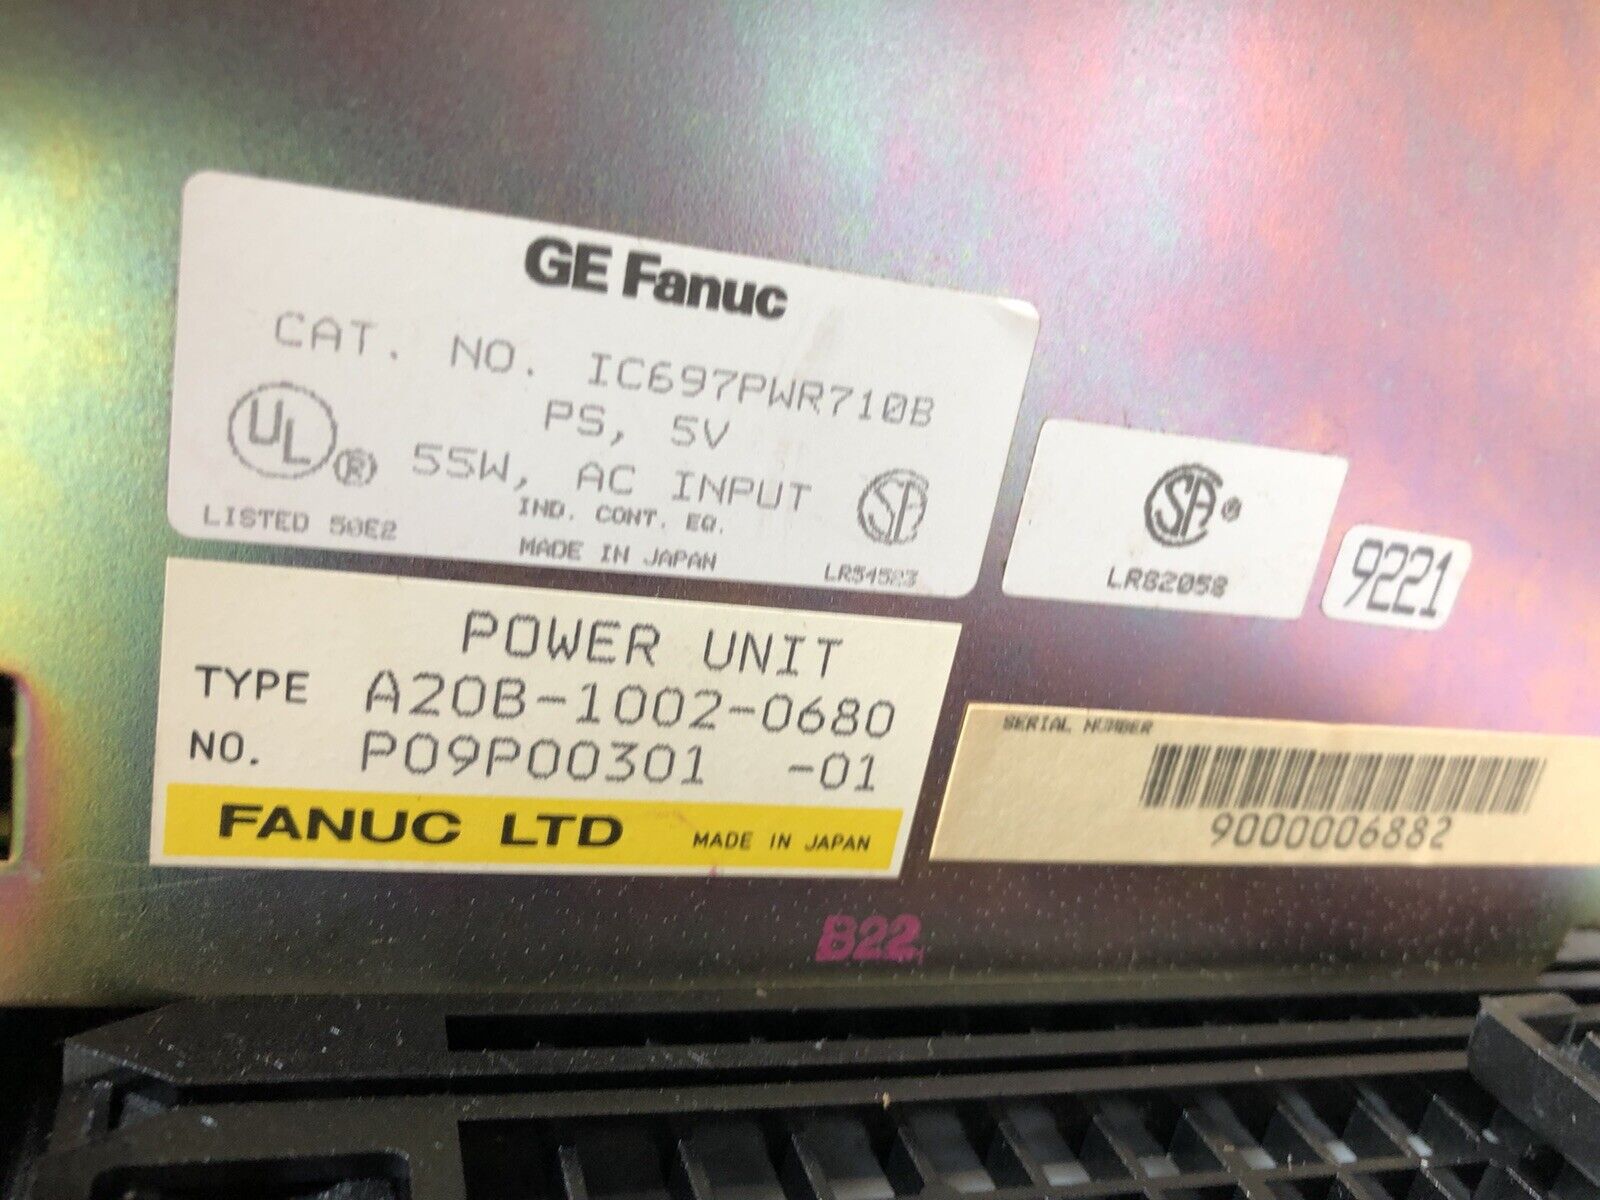 GE Fanuc
CAT. NO. IC697PWR710B
PS, 5V
UL® 55W, AC INPUT SA
LISTED 50E2 IND. CONT. EQ.
MADE IN JAPAN LR54523
SA®
LR82058
9221
POWER UNIT
TYPE A20B-1002-0680
NO. P09P00301 -01
FANUC LTD MADE IN JAPAN
SERIAL NUMBER
9000006882
B22